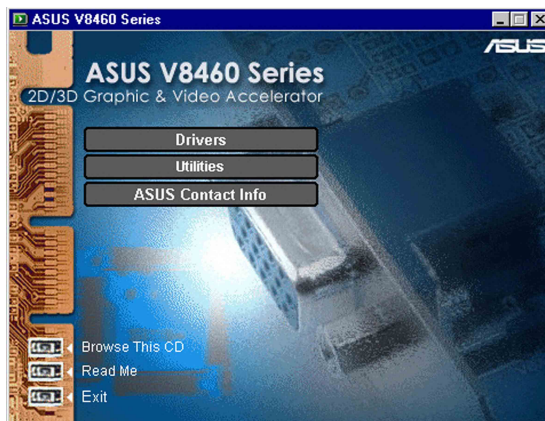 ASUS V8460 Series
ASUS
ASUS V8460 Series
2D/3D Graphic & Video Accelerator
Drivers
Utilities
ASUS Contact Info
Browse This CD
Read Me
Exit